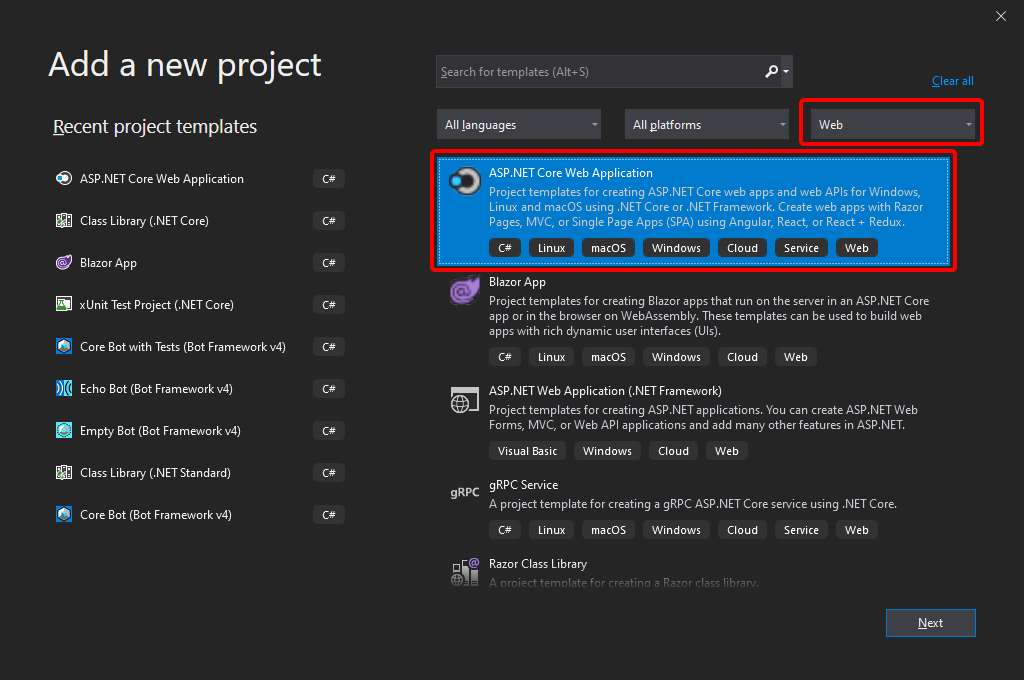 Add a new project
Search for templates (Alt+S)
Clear all
Recent project templates
All languages
All platforms
Web
ASP.NET Core Web Application
C#
Class Library (.NET Core)
C#
Blazor App
C#
xUnit Test Project (.NET Core)
C#
Core Bot with Tests (Bot Framework v4)
C#
Echo Bot (Bot Framework v4)
C#
Empty Bot (Bot Framework v4)
C#
Class Library (.NET Standard)
C#
Core Bot (Bot Framework v4)
C#
ASP.NET Core Web Application
Project templates for creating ASP.NET Core web apps and web APIs for Windows,
Linux and macOS using .NET Core or .NET Framework. Create web apps with Razor
Pages, MVC, or Single Page Apps (SPA) using Angular, React, or React + Redux.
C# Linux macOS Windows Cloud Service Web
Blazor App
Project templates for creating Blazor apps that run on the server in an ASP.NET Core
app or in the browser on WebAssembly. These templates can be used to build web
apps with rich dynamic user interfaces (UIs).
C# Linux macOS Windows Cloud Web
ASP.NET Web Application (.NET Framework)
Project templates for creating ASP.NET applications. You can create ASP.NET Web
Forms, MVC, or Web API applications and add many other features in ASP.NET.
Visual Basic Windows Cloud Web
gRPC
gRPC Service
A project template for creating a gRPC ASP.NET Core service using .NET Core.
C# Linux macOS Windows Cloud Service Web
Razor Class Library
A project template for creating a Razor class library.
Next